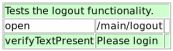 Tests the logout functionality.
open /main/logout
verifyTextPresent Please login